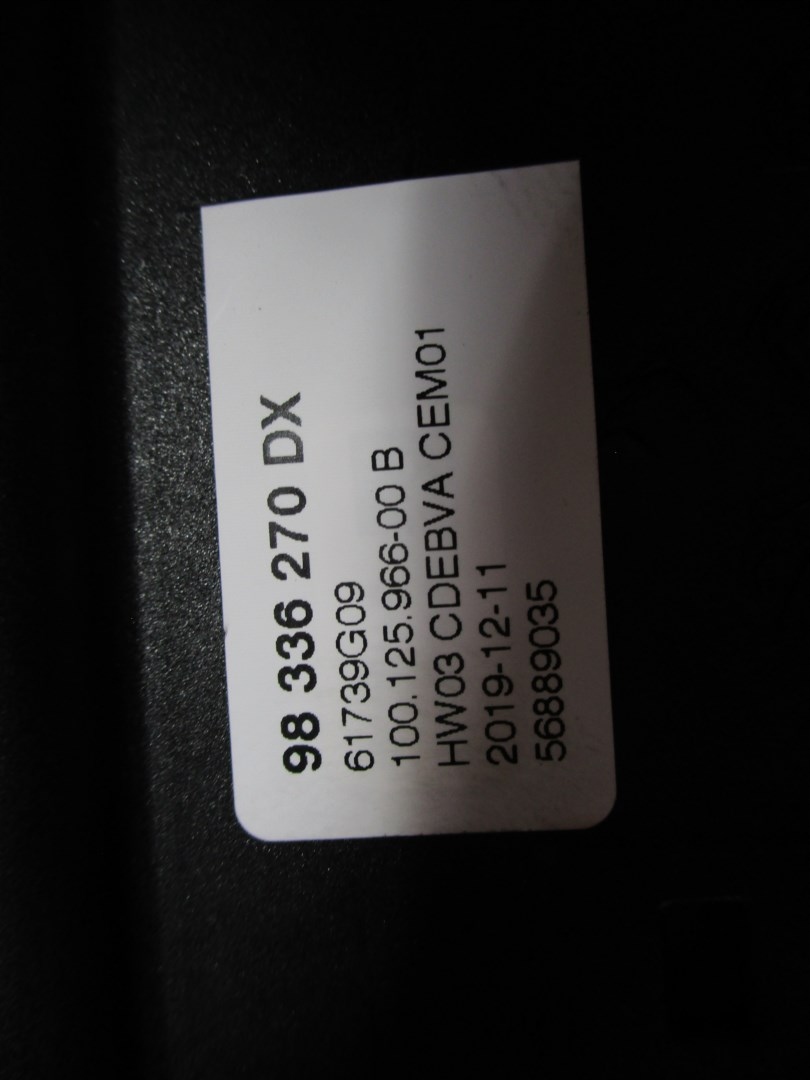 98 336 270 DX
61739G09
100.125.966-00 B
HW03 CDEBVA CEM01
2019-12-11
56889035